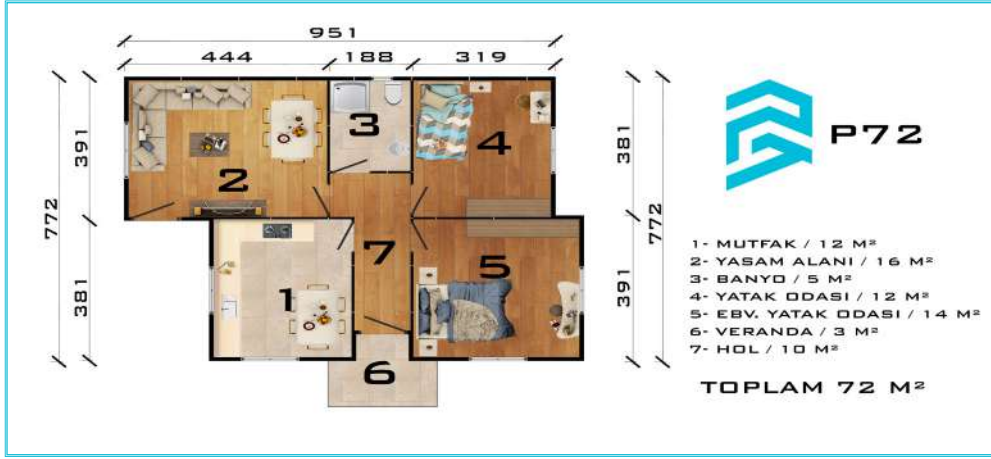 951
444 188 319
772
391
381
2
3
4
1
7
5
6
381
391
772
P72
1- MUTFAK / 12 M²
2- YASAM ALANI / 16 M²
3- BANYO / 5 M²
4- YATAK ODASI / 12 M²
5- EBV. YATAK ODASI / 14 M²
6- VERANDA / 3 M²
7- HOL / 10 M²
TOPLAM 72 M²